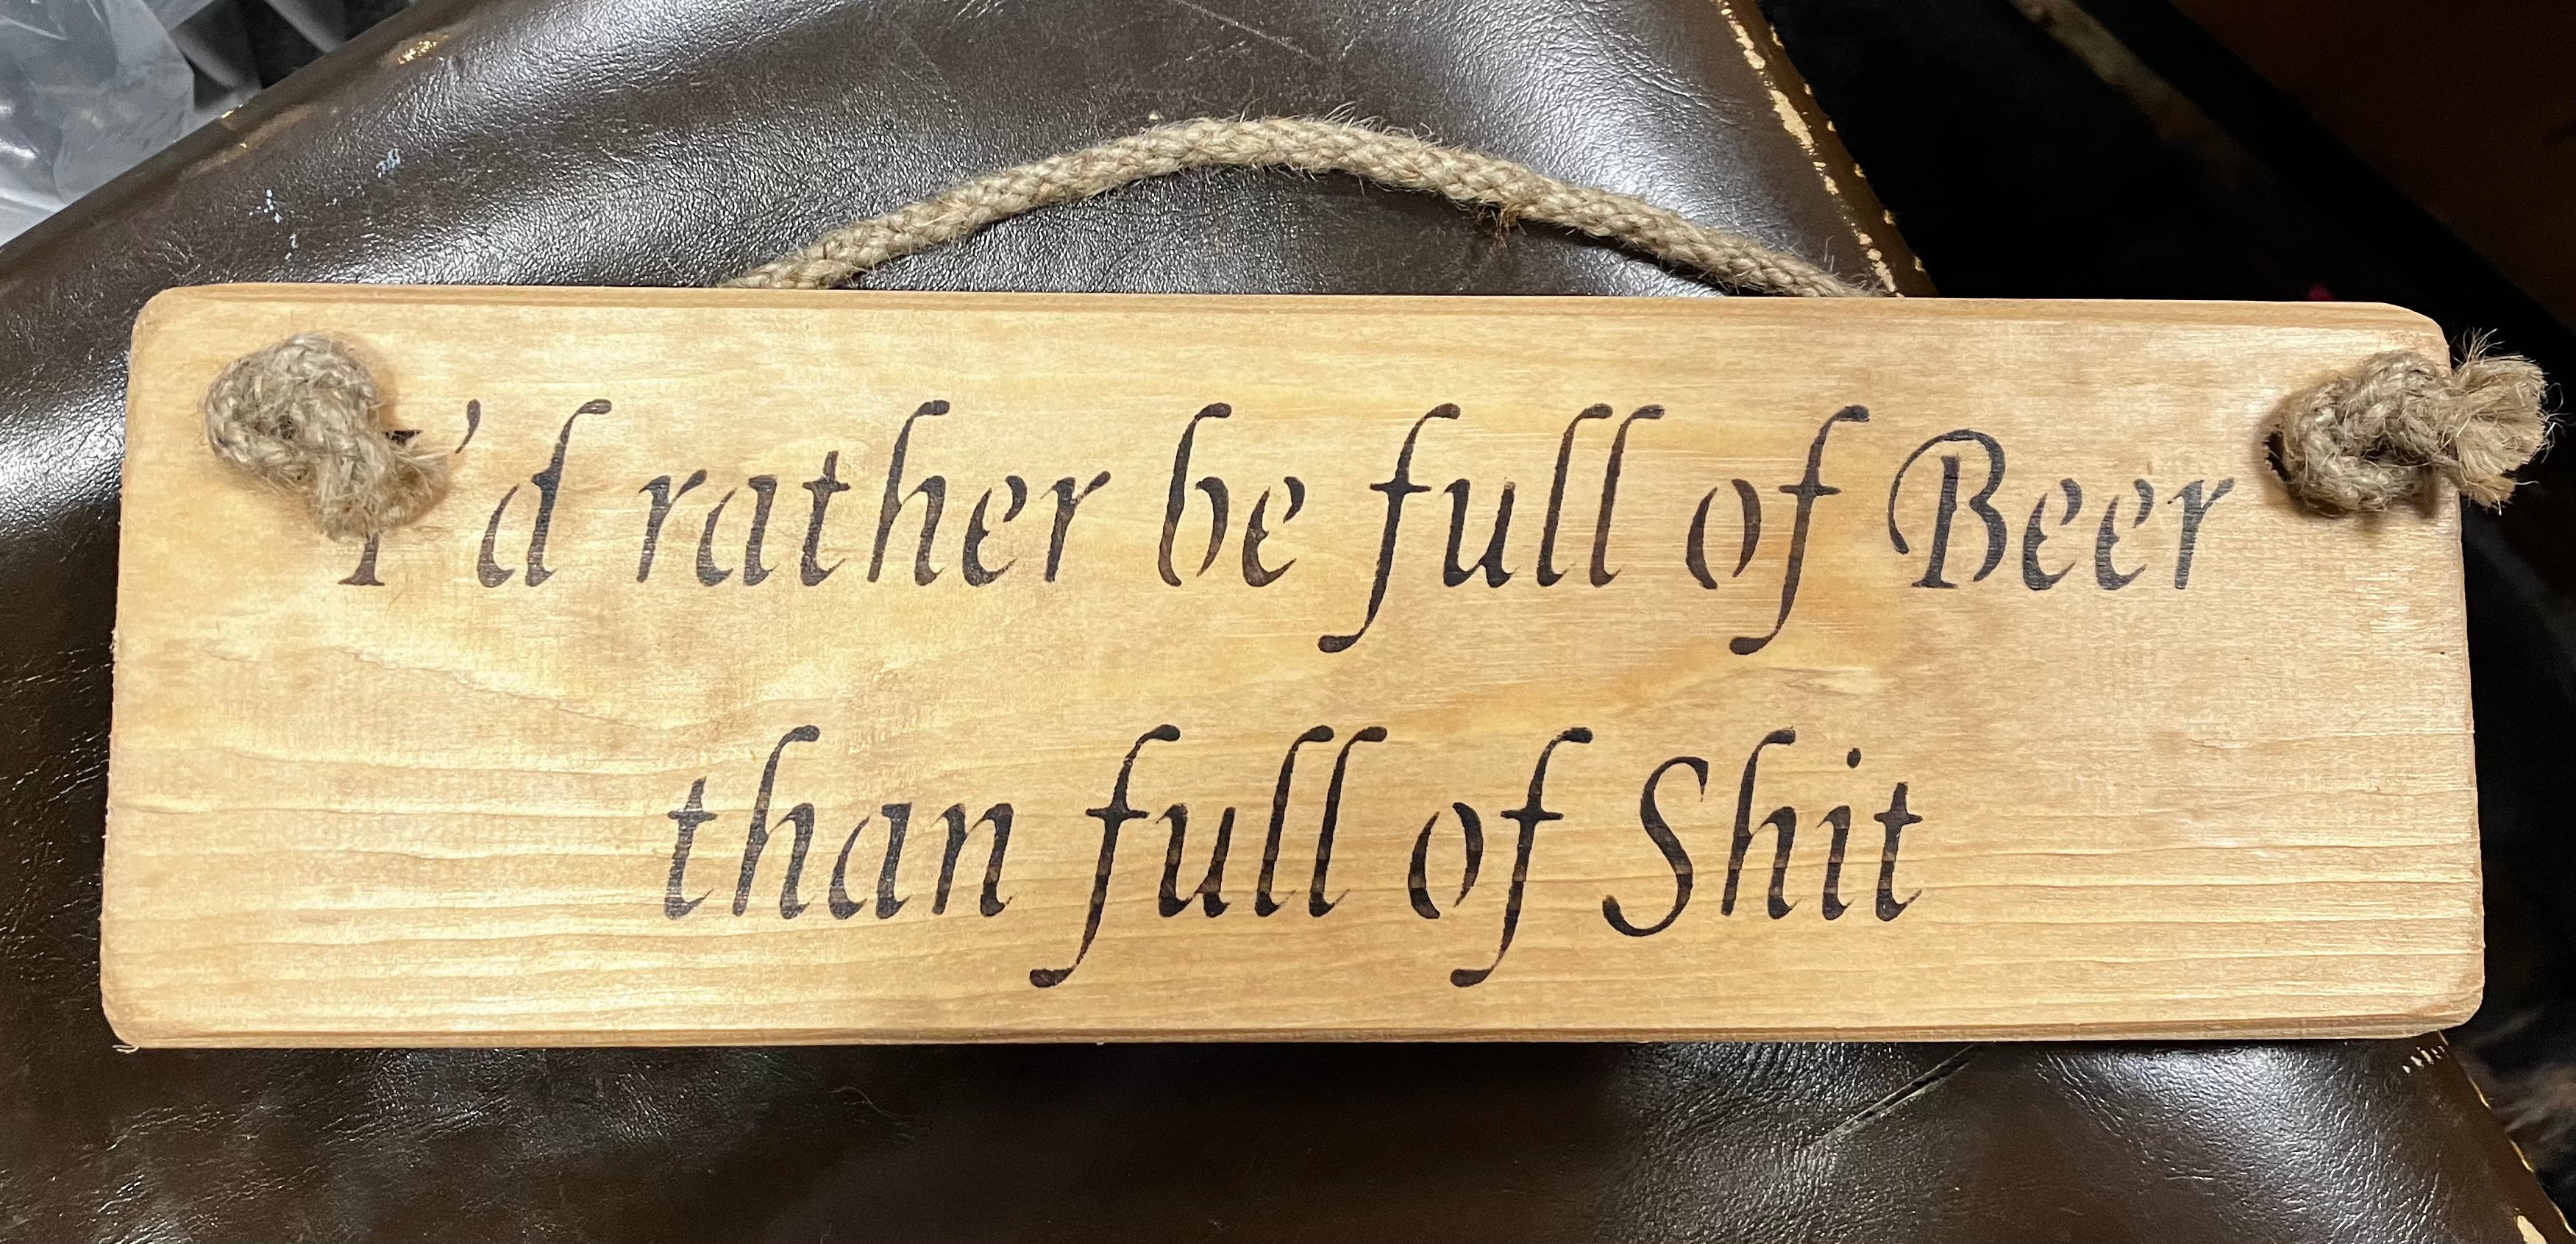 I'd rather be full of Beer
than full of Shit